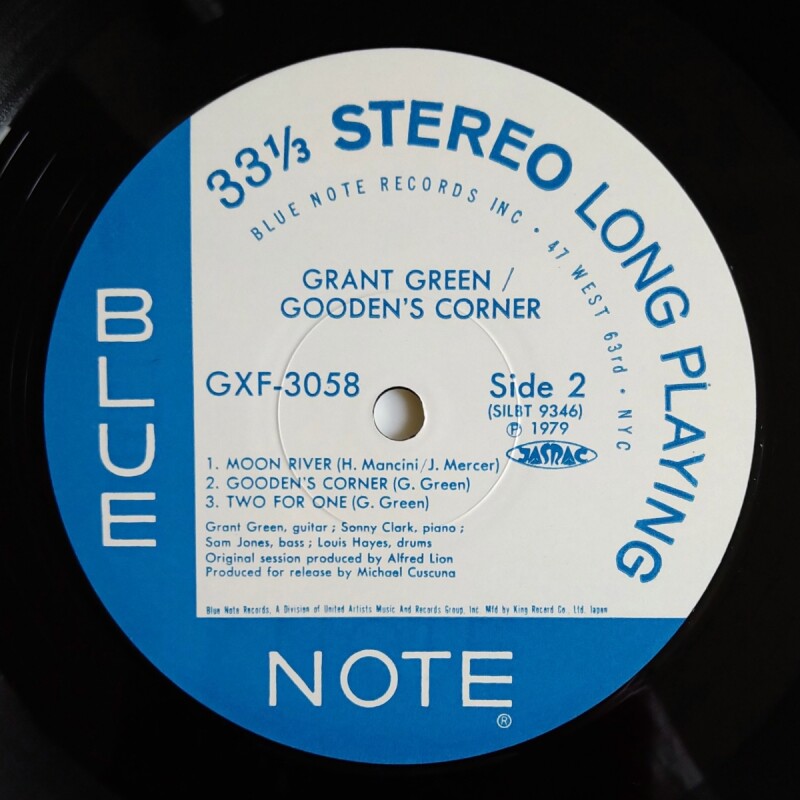 33⅓ STEREO LONG PLAYING
BLUE NOTE RECORDS INC • 47 WEST 63rd • NYC
GRANT GREEN /
GOODEN'S CORNER
GXF-3058
Side 2
(SILBT 9346)
Ⓟ 1979
JASRAC
1. MOON RIVER (H. Mancini/J. Mercer)
2. GOODEN'S CORNER (G. Green)
3. TWO FOR ONE (G. Green)
Grant Green, guitar ; Sonny Clark, piano ;
Sam Jones, bass ; Louis Hayes, drums
Original session produced by Alfred Lion
Produced for release by Michael Cuscuna
Blue Note Records, A Division of United Artists Music And Records Group, Inc. Mfd by King Record Co., Ltd. Japan
BLUE
NOTE®